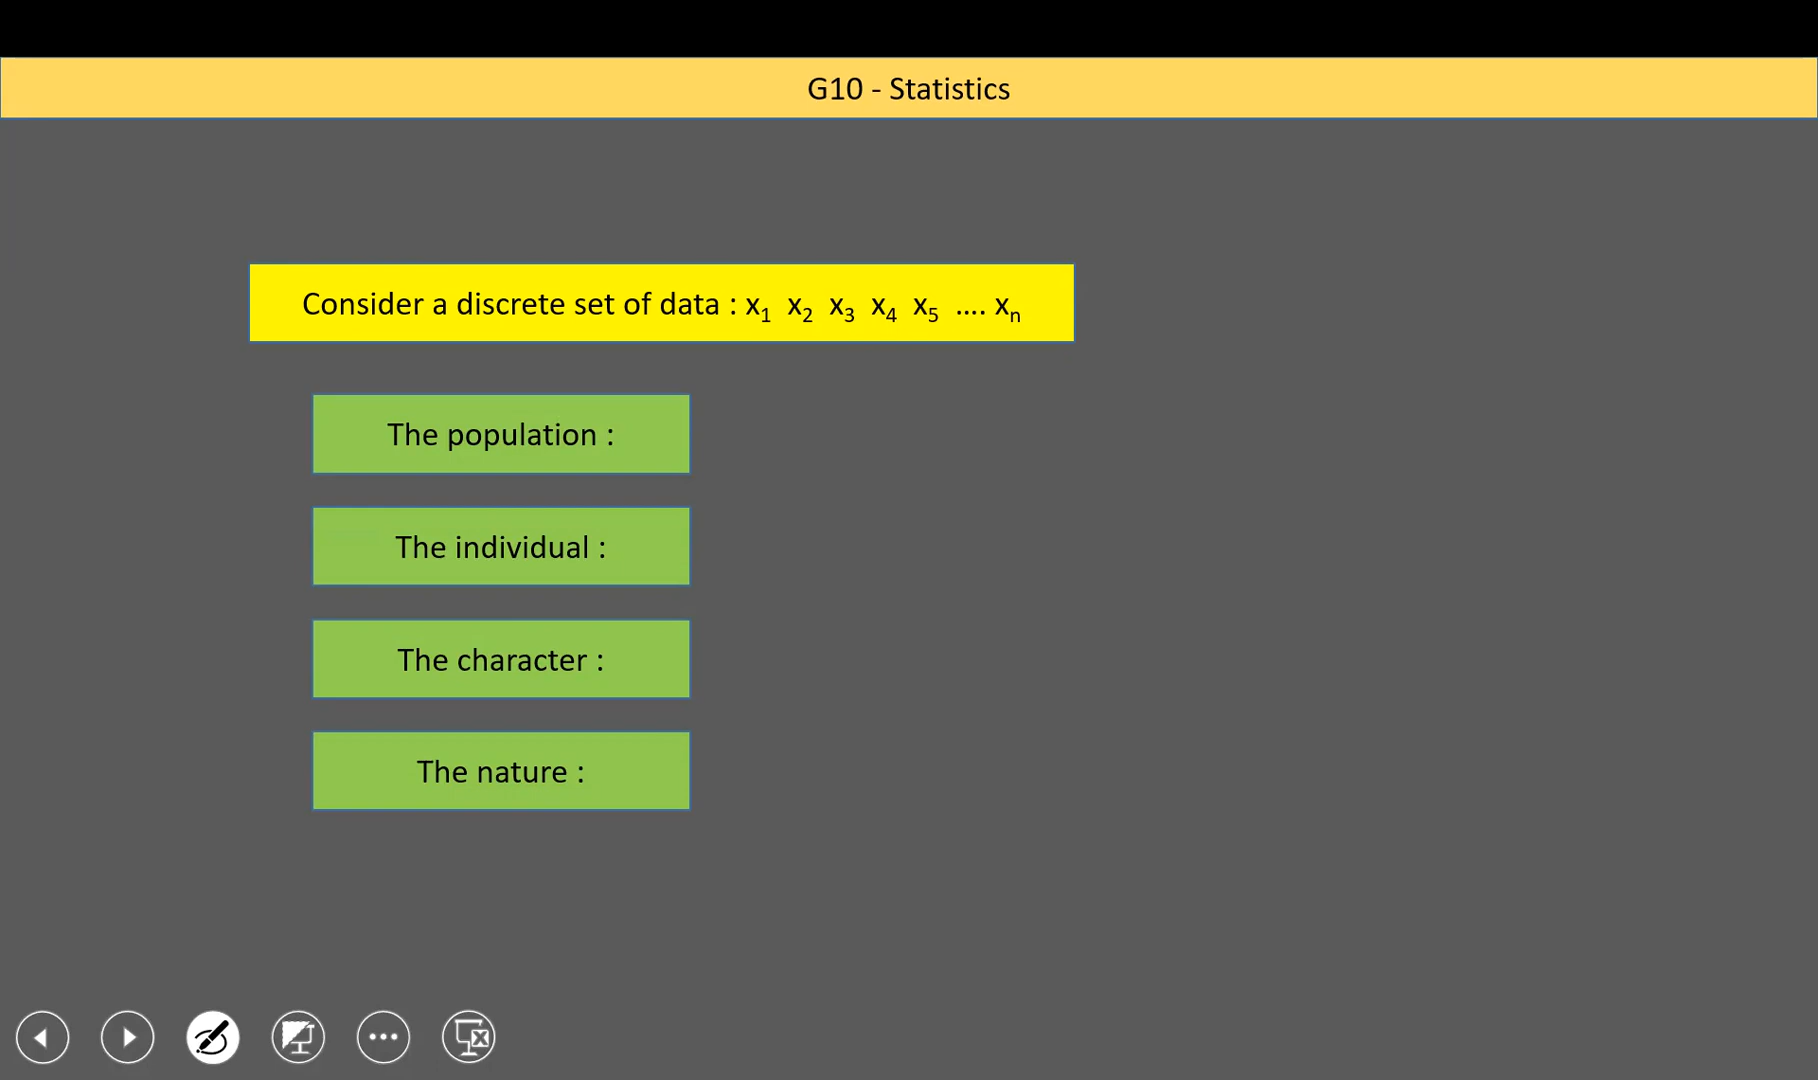 G10 - Statistics
Consider a discrete set of data : x₁ x₂ x₃ x₄ x₅ .... xₙ
The population :
The individual :
The character :
The nature :